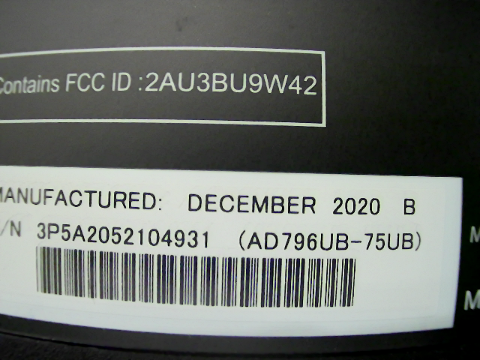 Contains FCC ID :2AU3BU9W42
MANUFACTURED: DECEMBER 2020 B
/N 3P5A2052104931 (AD796UB-75UB)
M
M